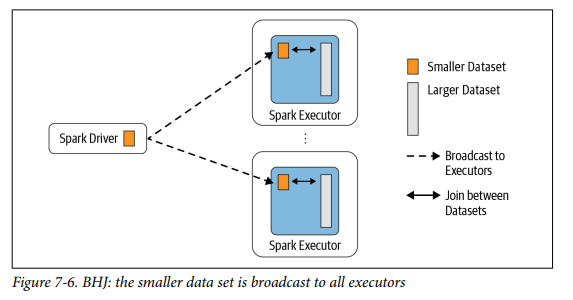 Spark Driver
Spark Executor
⋮
Spark Executor
Smaller Dataset
Larger Dataset
Broadcast to
Executors
Join between
Datasets
Figure 7-6. BHJ: the smaller data set is broadcast to all executors